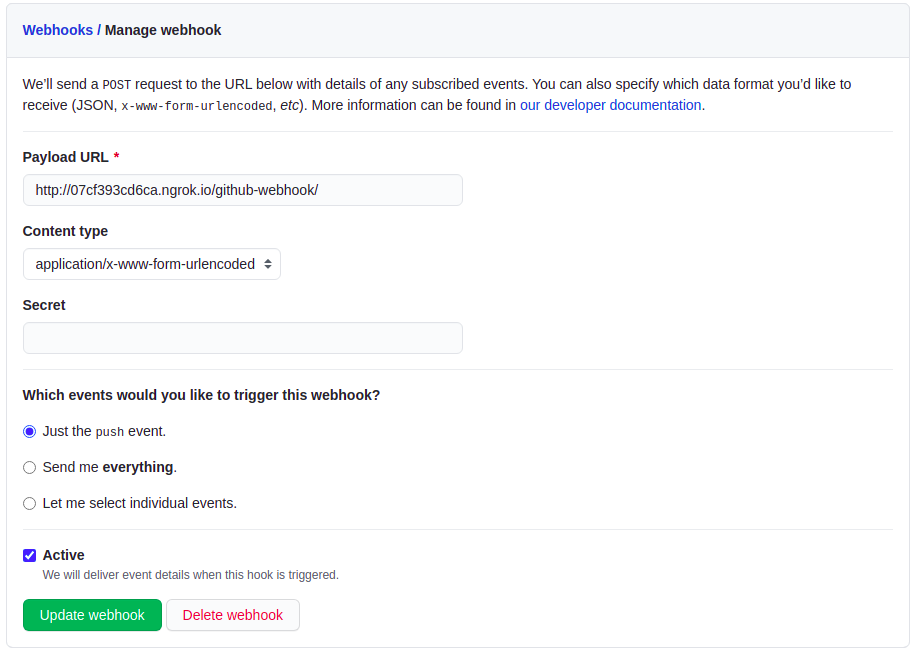 Webhooks / Manage webhook
We’ll send a POST request to the URL below with details of any subscribed events. You can also specify which data format you’d like to
receive (JSON, x-www-form-urlencoded, etc). More information can be found in our developer documentation.
Payload URL *
http://07cf393cd6ca.ngrok.io/github-webhook/
Content type
application/x-www-form-urlencoded
Secret
Which events would you like to trigger this webhook?
Just the push event.
Send me everything.
Let me select individual events.
Active
We will deliver event details when this hook is triggered.
Update webhook Delete webhook